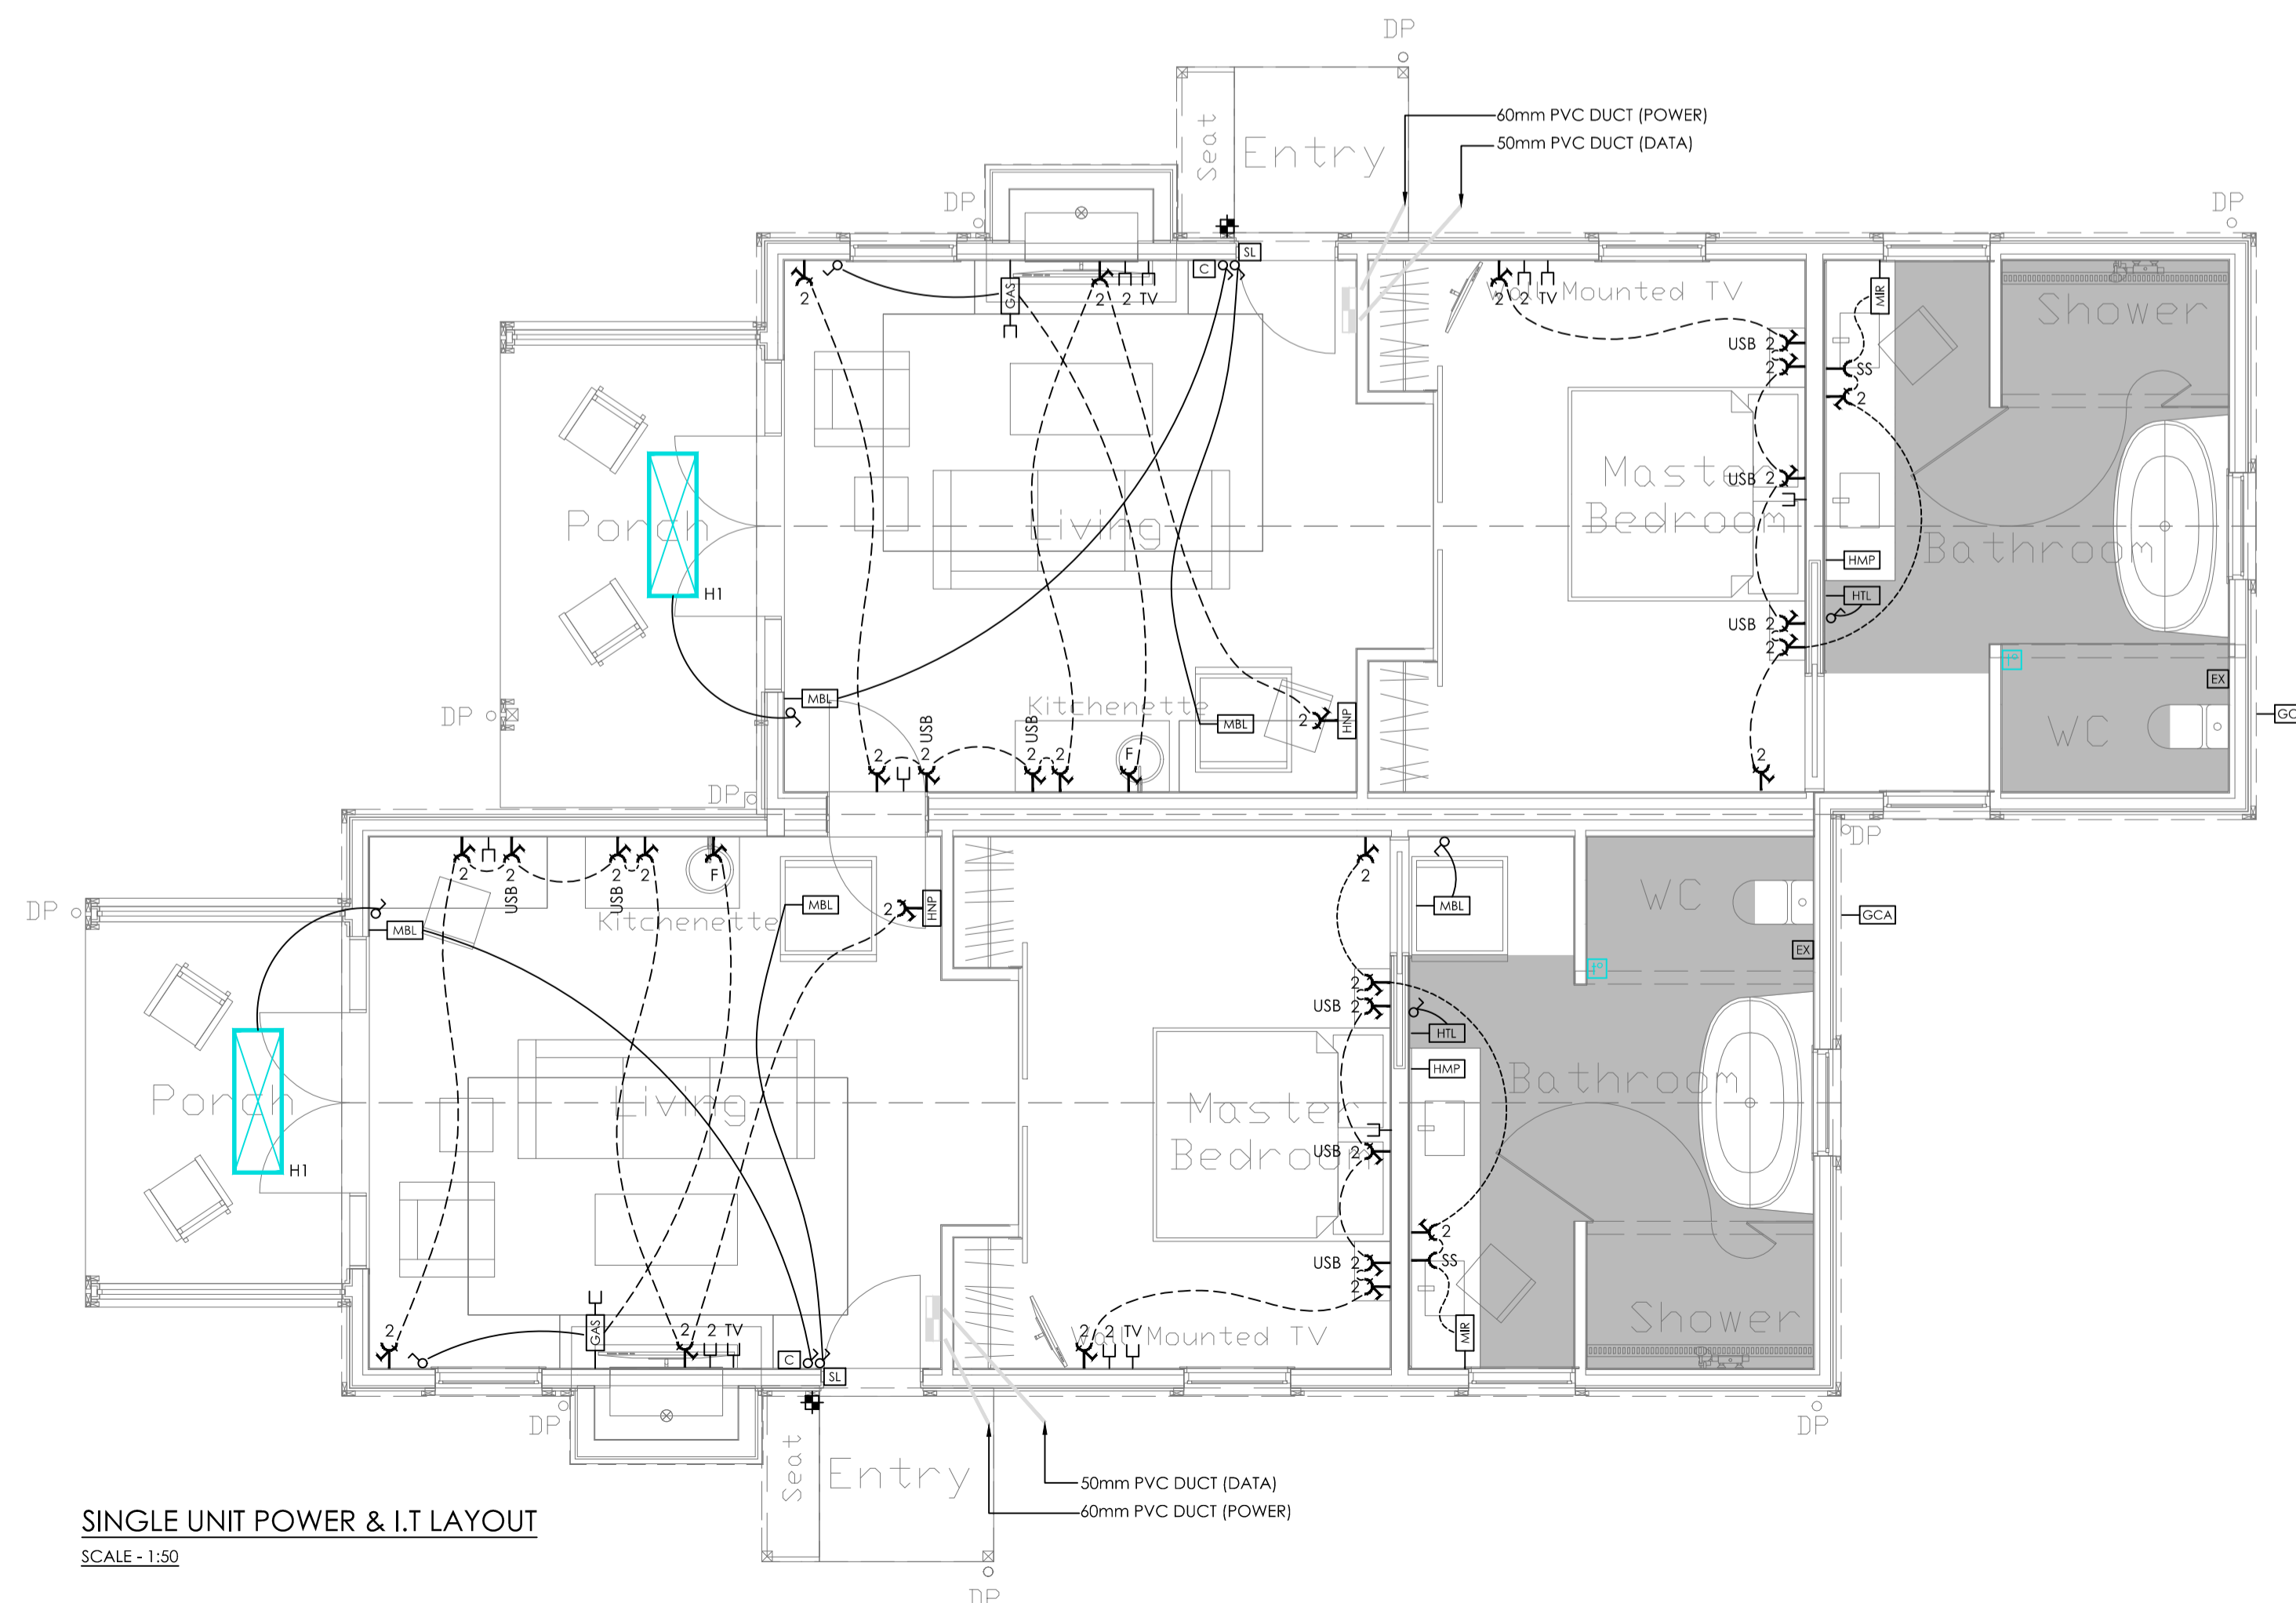 DP
60mm PVC DUCT (POWER)
50mm PVC DUCT (DATA)
Seat
Entry
DP
DP
SL
C
2
GAS
2
2
TV
2
2
TV
Wall Mounted TV
MIR
Shower
USB 2
2
SS
2
Master
Bedroom
USB 2
Porch
Living
Bathroom
HMP
H1
HTL
USB 2
2
t°
EX
MBL
DP
Kitchenette
MBL
2
HNP
WC
2
USB
2
USB
2
2
F
2
DP
DP
2
USB
2
USB
2
2
F
Kitchenette
MBL
2
HNP
2
MBL
WC
GCA
DP
MBL
EX
t°
2
USB 2
HTL
HMP
Porch
Living
Master
Bedroom
Bathroom
H1
USB 2
2
SS
USB 2
2
Shower
2
GAS
2
2
TV
C
SL
2
2
TV
Wall Mounted TV
MIR
DP
DP
Seat
Entry
50mm PVC DUCT (DATA)
60mm PVC DUCT (POWER)
SINGLE UNIT POWER & I.T LAYOUT
SCALE - 1:50
DP